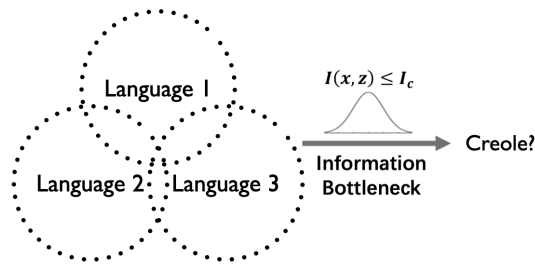 Language 1
Language 2
Language 3
I(x, z) ≤ I_c
Information
Bottleneck
Creole?